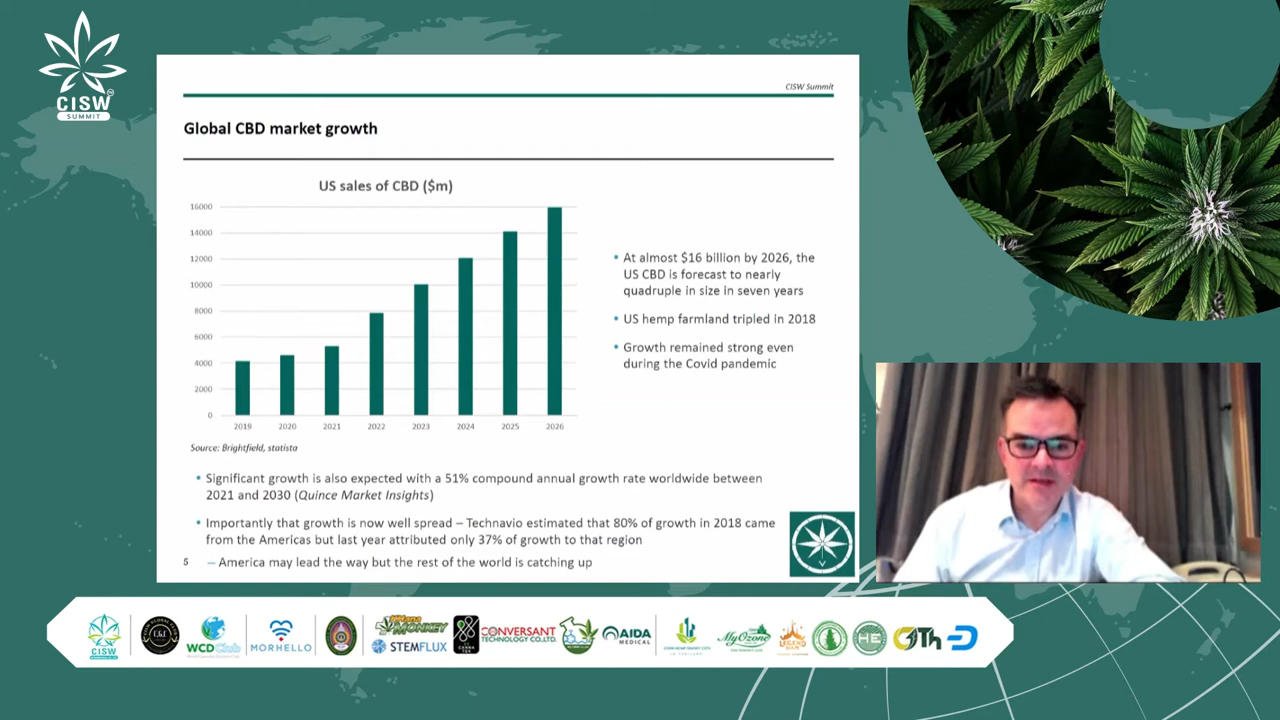 CISW
SUMMIT
CISW Summit
Global CBD market growth
US sales of CBD ($m)
16000
14000
12000
10000
8000
6000
4000
2000
0
2019 2020 2021 2022 2023 2024 2025 2026
Source: Brightfield, statista
• At almost $16 billion by 2026, the
US CBD is forecast to nearly
quadruple in size in seven years
• US hemp farmland tripled in 2018
• Growth remained strong even
during the Covid pandemic
• Significant growth is also expected with a 51% compound annual growth rate worldwide between
2021 and 2030 (Quince Market Insights)
• Importantly that growth is now well spread – Technavio estimated that 80% of growth in 2018 came
from the Americas but last year attributed only 37% of growth to that region
– America may lead the way but the rest of the world is catching up
5
CISW
WCDClub
MORHELLO
MONKEY
STEMFLUX
CONVERSANT
TECHNOLOGY CO.LTD.
AIDA
MEDICAL
MyOzone
LEGEND
HE
GTh